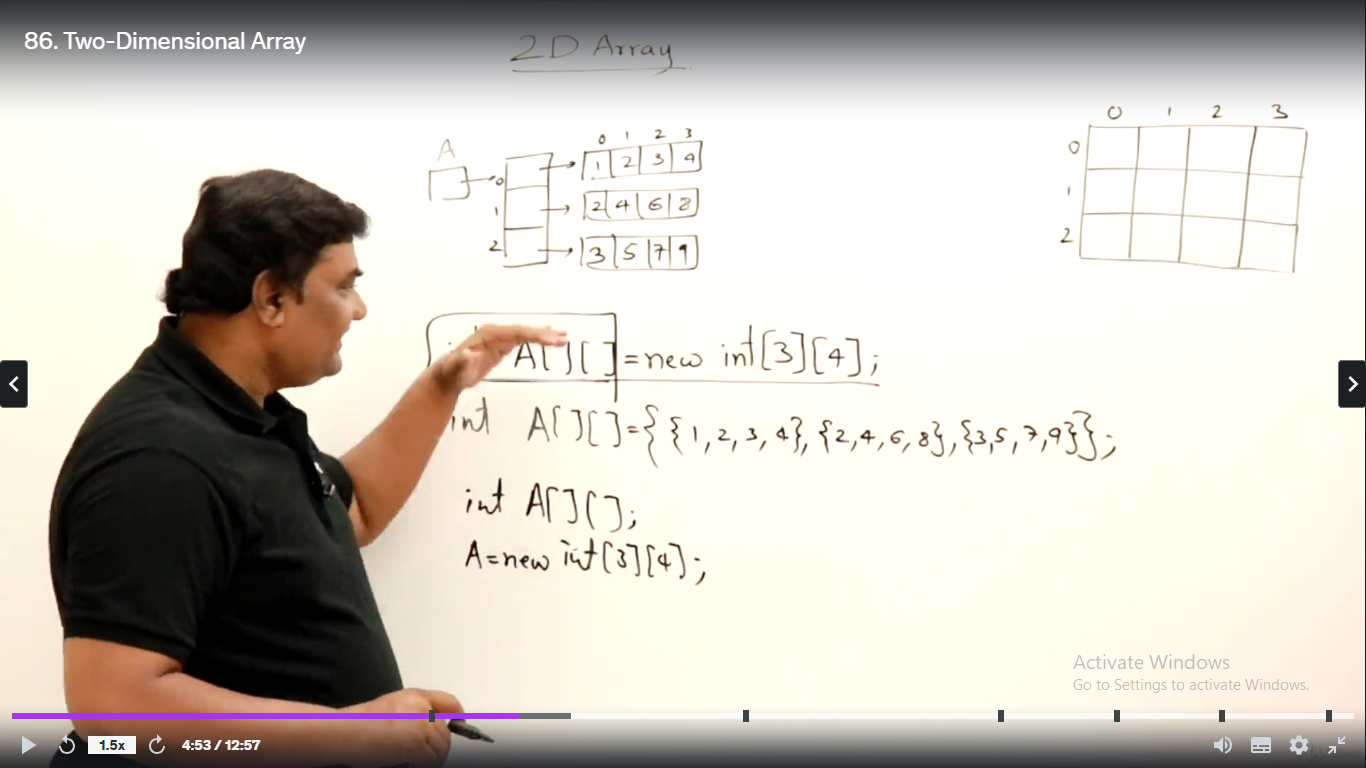 86. Two-Dimensional Array
2D Array
A
0 1 2 3
0 1 2 3 4
1 2 4 6 8
2 3 5 7 9
0 1 2 3
0
1
2
A[][]=new int[3][4];
int A[][]={{1,2,3,4},{2,4,6,8},{3,5,7,9}};
int A[][];
A=new int[3][4];
Activate Windows
Go to Settings to activate Windows.
1.5x 4:53 / 12:57